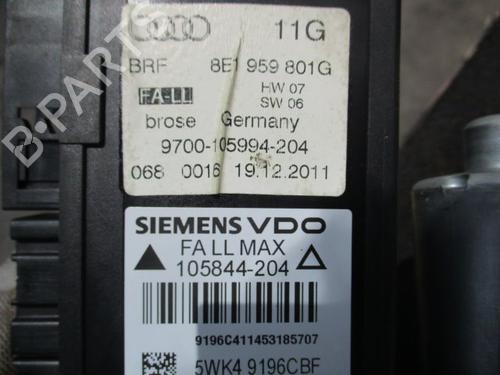 11G
BRF 8E1 959 801G
FA-LL HW 07
SW 06
brose Germany
9700-105994-204
068 0016 19.12.2011
SIEMENS VDO
FA LL MAX
105844-204
9196C411453185707
5WK4 9196CBF